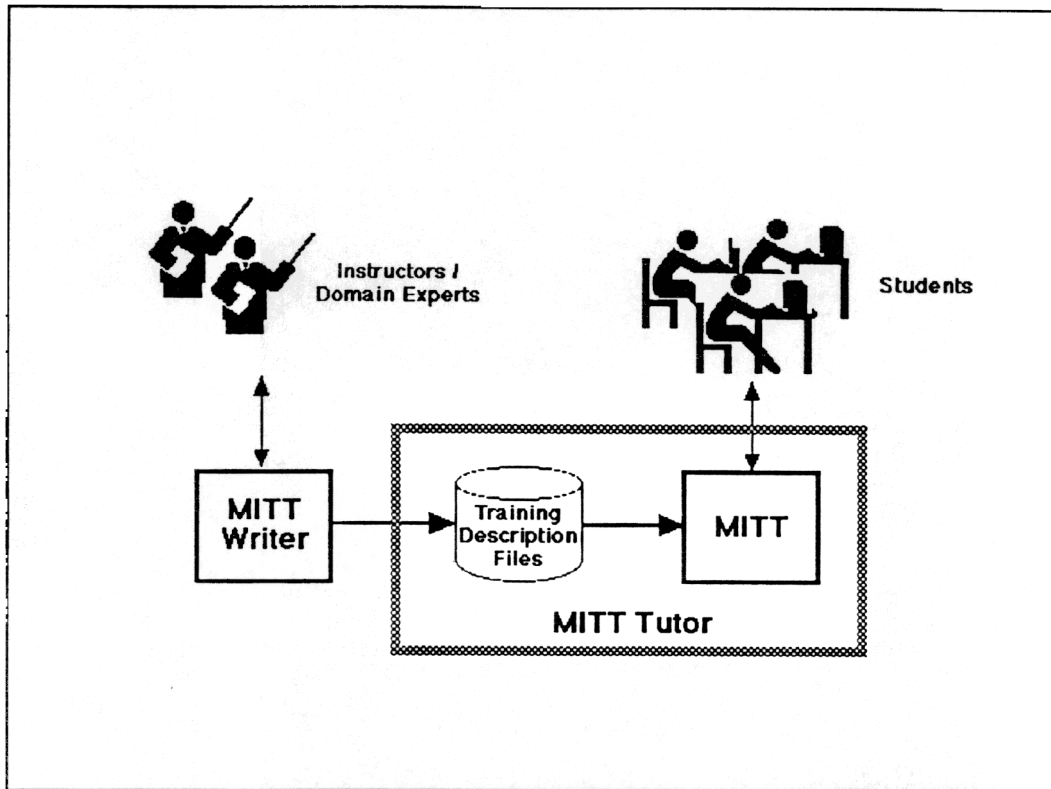 Instructors /
Domain Experts
Students
MITT
Writer
Training
Description
Files
MITT
MITT Tutor